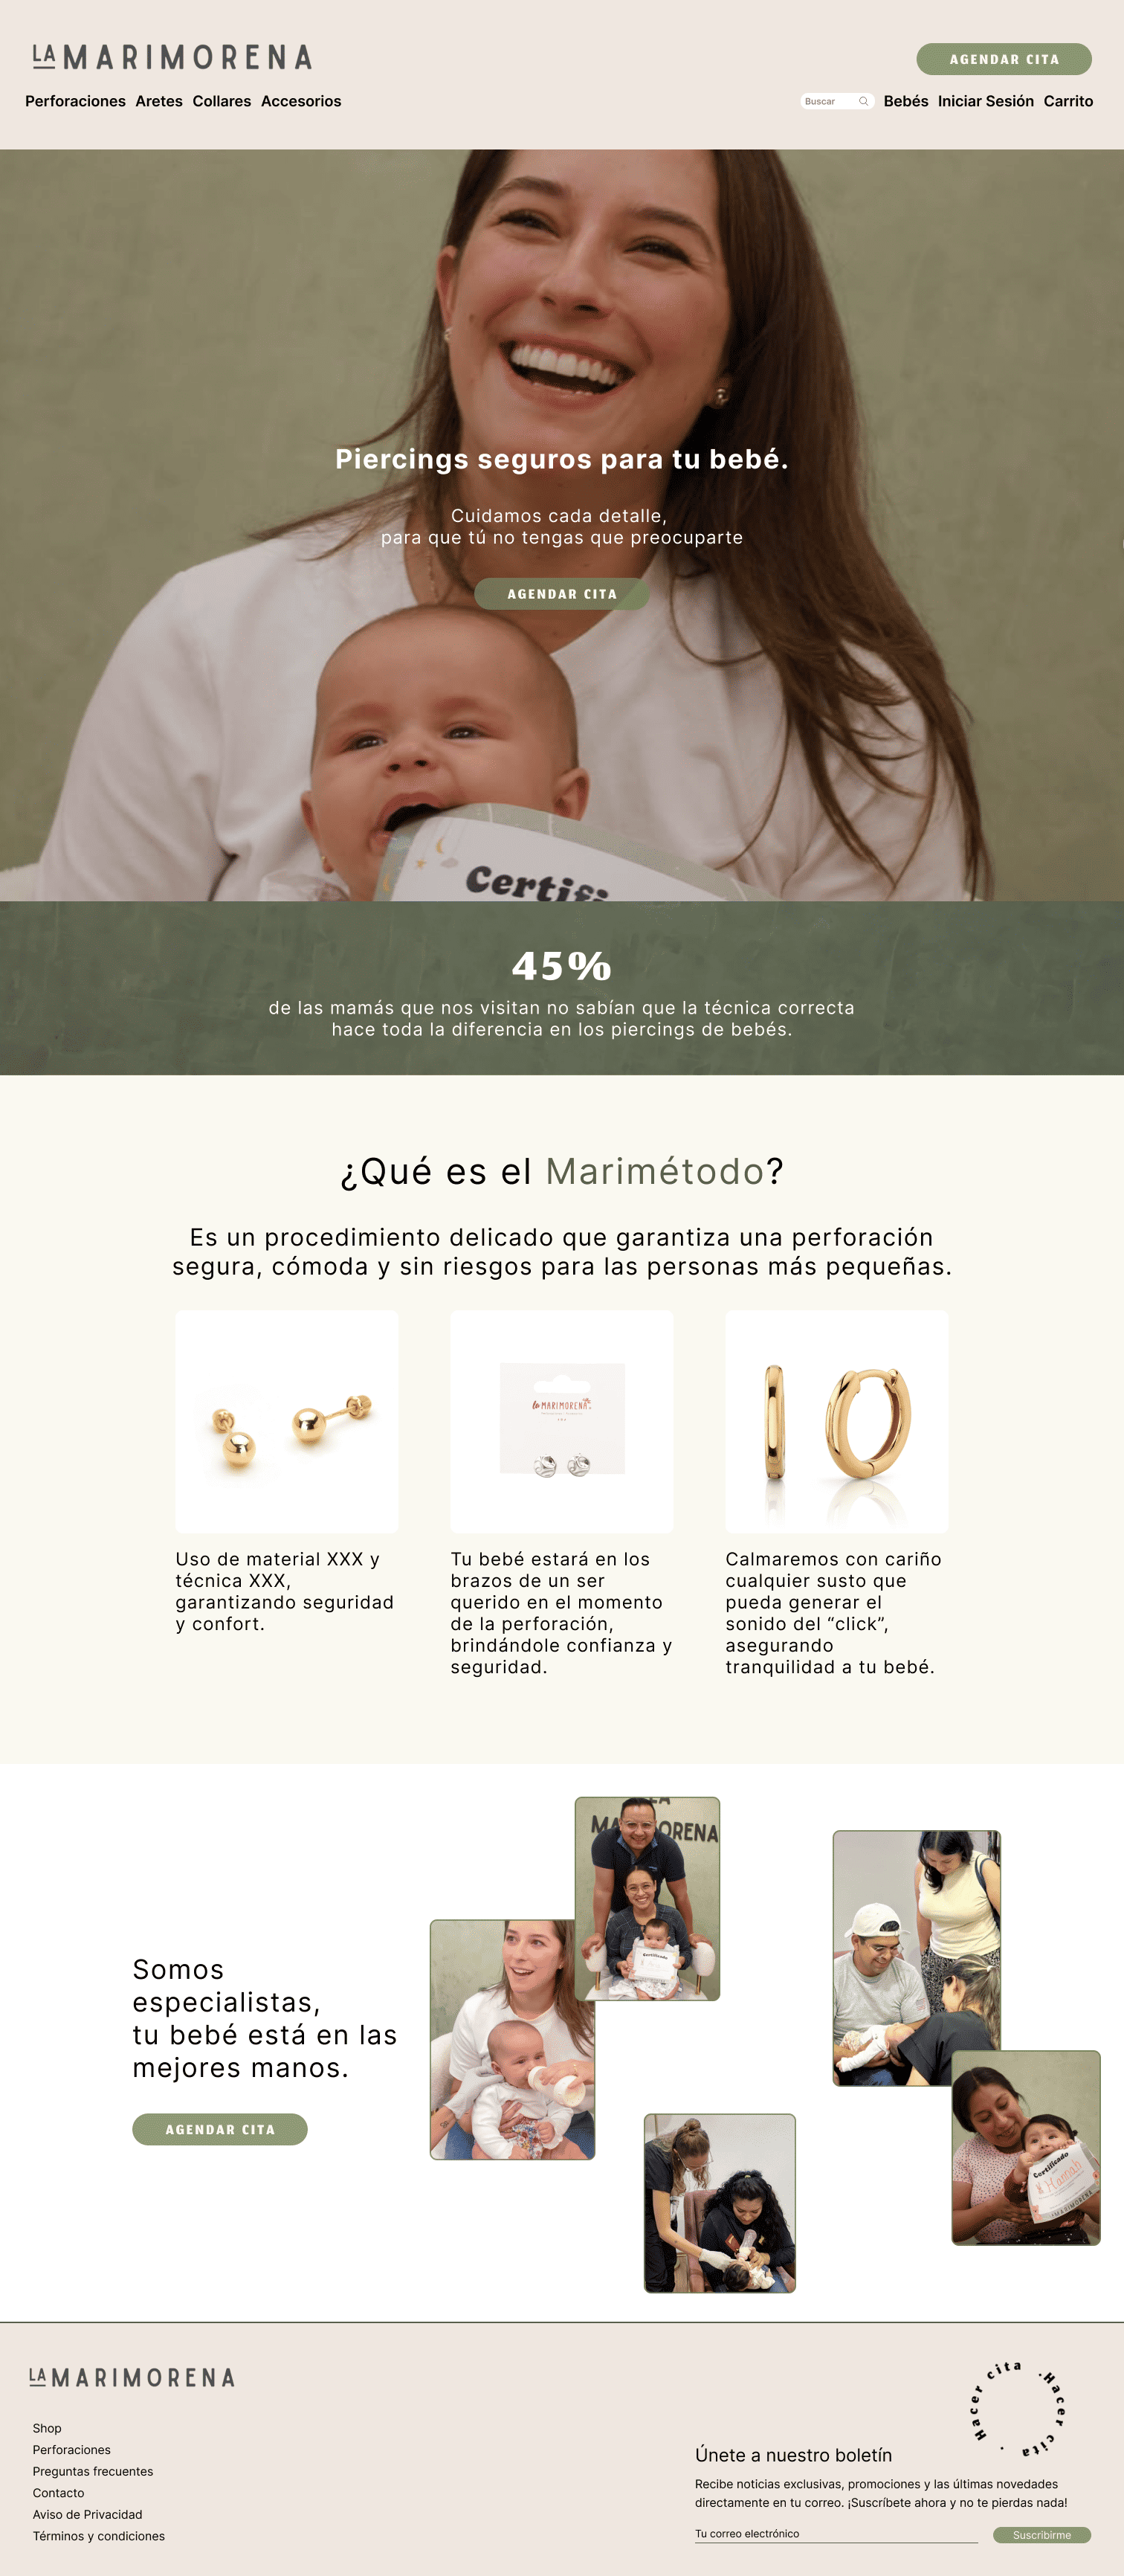 LA MARIMORENA
AGENDAR CITA
Perforaciones Aretes Collares Accesorios
Buscar
Bebés Iniciar Sesión Carrito
Piercings seguros para tu bebé.
Cuidamos cada detalle,
para que tú no tengas que preocuparte
AGENDAR CITA
Certifi
45%
de las mamás que nos visitan no sabían que la técnica correcta
hace toda la diferencia en los piercings de bebés.
¿Qué es el Marimétodo?
Es un procedimiento delicado que garantiza una perforación
segura, cómoda y sin riesgos para las personas más pequeñas.
la MARIMORENA
Uso de material XXX y
técnica XXX,
garantizando seguridad
y confort.
Tu bebé estará en los
brazos de un ser
querido en el momento
de la perforación,
brindándole confianza y
seguridad.
Calmaremos con cariño
cualquier susto que
pueda generar el
sonido del “click”,
asegurando
tranquilidad a tu bebé.
LA
MA ORENA
Certificado
Somos
especialistas,
tu bebé está en las
mejores manos.
AGENDAR CITA
Certificado
Hannah
MARIMORENA
LA MARIMORENA
Shop
Perforaciones
Preguntas frecuentes
Contacto
Aviso de Privacidad
Términos y condiciones
Hacer cita · Hacer cita ·
Únete a nuestro boletín
Recibe noticias exclusivas, promociones y las últimas novedades
directamente en tu correo. ¡Suscríbete ahora y no te pierdas nada!
Tu correo electrónico
Suscribirme